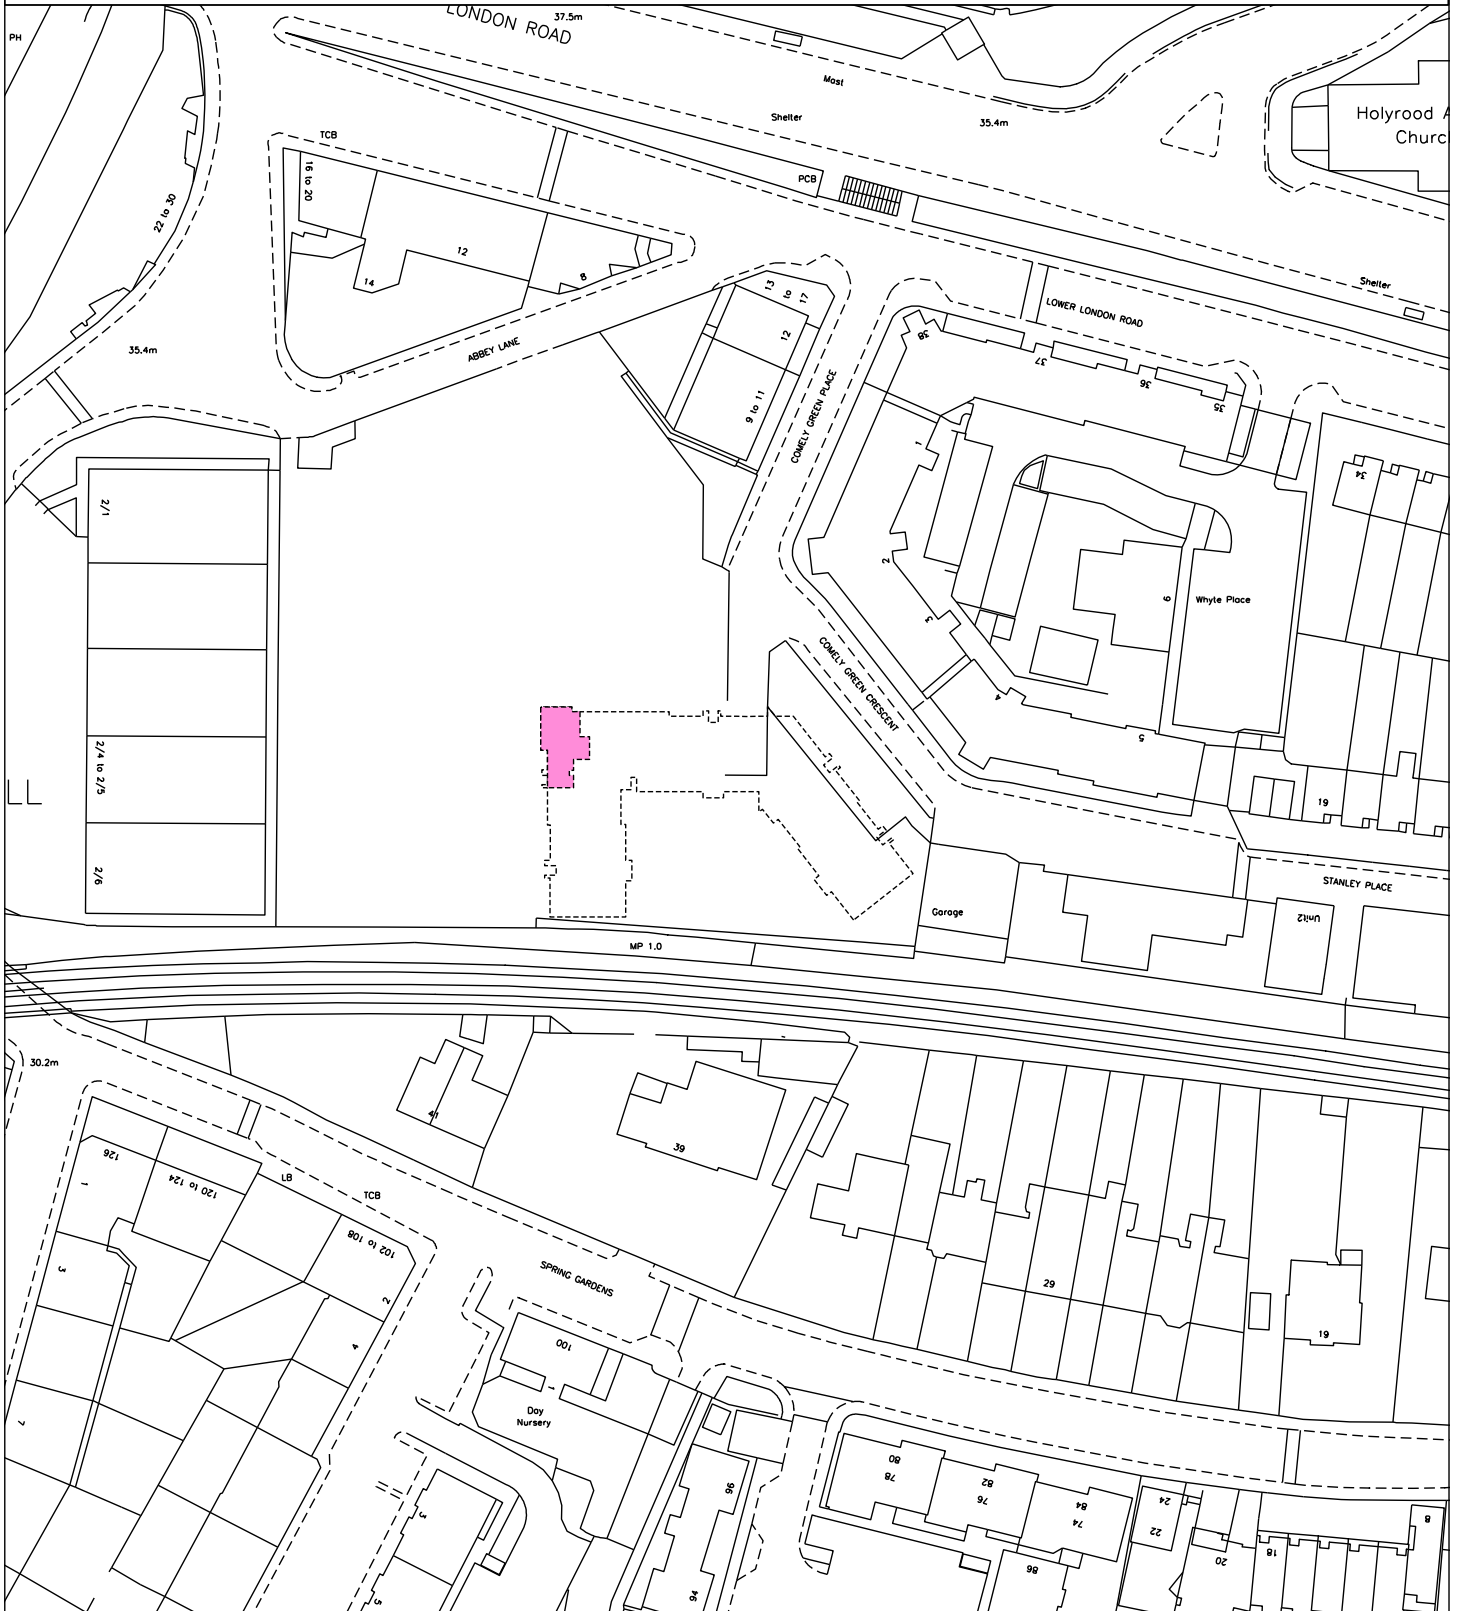 LONDON ROAD
37.5m
PH
Mast
Shelter
35.4m
Holyrood A
Churc
TCB
16 to 20
PCB
22 to 30
12
14
8
13
to
17
12
9 to 11
Shelter
LOWER LONDON ROAD
35.4m
ABBEY LANE
COMELY GREEN PLACE
38
37
36
35
34
2/1
2
3
6
Whyte Place
COMELY GREEN CRESCENT
4
5
2/4 to 2/5
LL
19
2/6
STANLEY PLACE
Garage
Unit2
MP 1.0
30.2m
41
39
126
1
120 to 124
LB
TCB
102 to 108
3
2
SPRING GARDENS
29
19
4
100
Day
Nursery
7
80
78
82
76
84
74
96
24
22
3
8
20
18
86
94
5